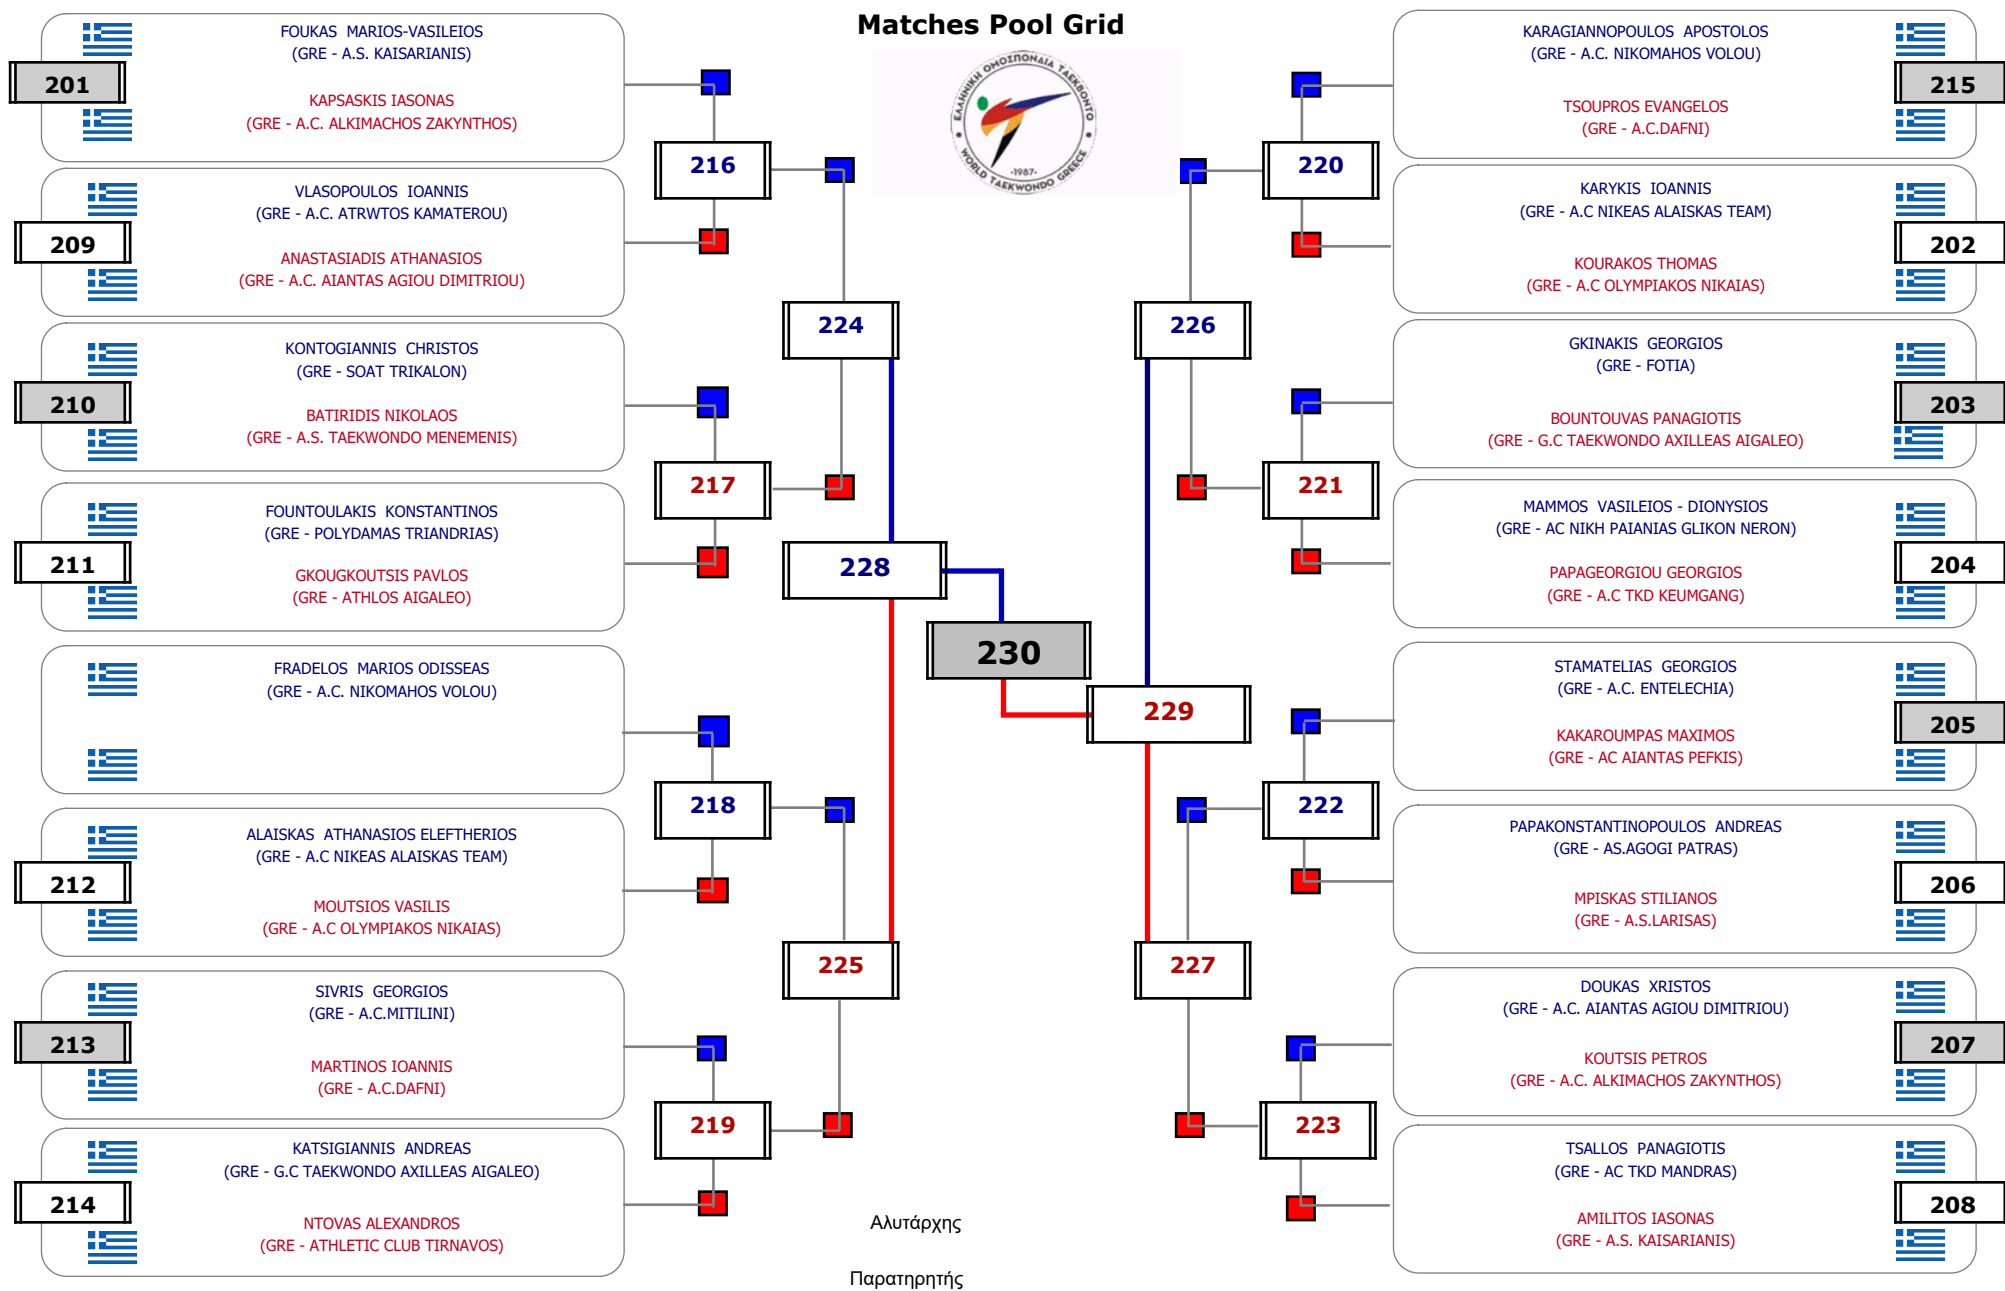 Matches Pool Grid
ΕΛΛΗΝΙΚΗ ΟΜΟΣΠΟΝΔΙΑ ΤΑΕΚΒΟΝΤΟ
WORLD TAEKWONDO GREECE
-1987-
FOUKAS MARIOS-VASILEIOS
(GRE - A.S. KAISARIANIS)
201
KAPSASKIS IASONAS
(GRE - A.C. ALKIMACHOS ZAKYNTHOS)
VLASOPOULOS IOANNIS
(GRE - A.C. ATRWTOS KAMATEROU)
209
ANASTASIADIS ATHANASIOS
(GRE - A.C. AIANTAS AGIOU DIMITRIOU)
KONTOGIANNIS CHRISTOS
(GRE - SOAT TRIKALON)
210
BATIRIDIS NIKOLAOS
(GRE - A.S. TAEKWONDO MENEMENIS)
FOUNTOULAKIS KONSTANTINOS
(GRE - POLYDAMAS TRIANDRIAS)
211
GKOUGKOUTSIS PAVLOS
(GRE - ATHLOS AIGALEO)
FRADELOS MARIOS ODISSEAS
(GRE - A.C. NIKOMAHOS VOLOU)
ALAISKAS ATHANASIOS ELEFTHERIOS
(GRE - A.C NIKEAS ALAISKAS TEAM)
212
MOUTSIOS VASILIS
(GRE - A.C OLYMPIAKOS NIKAIAS)
SIVRIS GEORGIOS
(GRE - A.C.MITILINI)
213
MARTINOS IOANNIS
(GRE - A.C.DAFNI)
KATSIGIANNIS ANDREAS
(GRE - G.C TAEKWONDO AXILLEAS AIGALEO)
214
NTOVAS ALEXANDROS
(GRE - ATHLETIC CLUB TIRNAVOS)
216
217
218
219
224
225
228
230
229
226
227
220
221
222
223
KARAGIANNOPOULOS APOSTOLOS
(GRE - A.C. NIKOMAHOS VOLOU)
215
TSOUPROS EVANGELOS
(GRE - A.C.DAFNI)
KARYKIS IOANNIS
(GRE - A.C NIKEAS ALAISKAS TEAM)
202
KOURAKOS THOMAS
(GRE - A.C OLYMPIAKOS NIKAIAS)
GKINAKIS GEORGIOS
(GRE - FOTIA)
203
BOUNTOUVAS PANAGIOTIS
(GRE - G.C TAEKWONDO AXILLEAS AIGALEO)
MAMMOS VASILEIOS - DIONYSIOS
(GRE - AC NIKH PAIANIAS GLIKON NERON)
204
PAPAGEORGIOU GEORGIOS
(GRE - A.C TKD KEUMGANG)
STAMATELIAS GEORGIOS
(GRE - A.C. ENTELECHIA)
205
KAKAROUMPAS MAXIMOS
(GRE - AC AIANTAS PEFKIS)
PAPAKONSTANTINOPOULOS ANDREAS
(GRE - AS.AGOGI PATRAS)
206
MPISKAS STILIANOS
(GRE - A.S.LARISAS)
DOUKAS XRISTOS
(GRE - A.C. AIANTAS AGIOU DIMITRIOU)
207
KOUTSIS PETROS
(GRE - A.C. ALKIMACHOS ZAKYNTHOS)
TSALLOS PANAGIOTIS
(GRE - AC TKD MANDRAS)
208
AMILITOS IASONAS
(GRE - A.S. KAISARIANIS)
Αλυτάρχης
Παρατηρητής